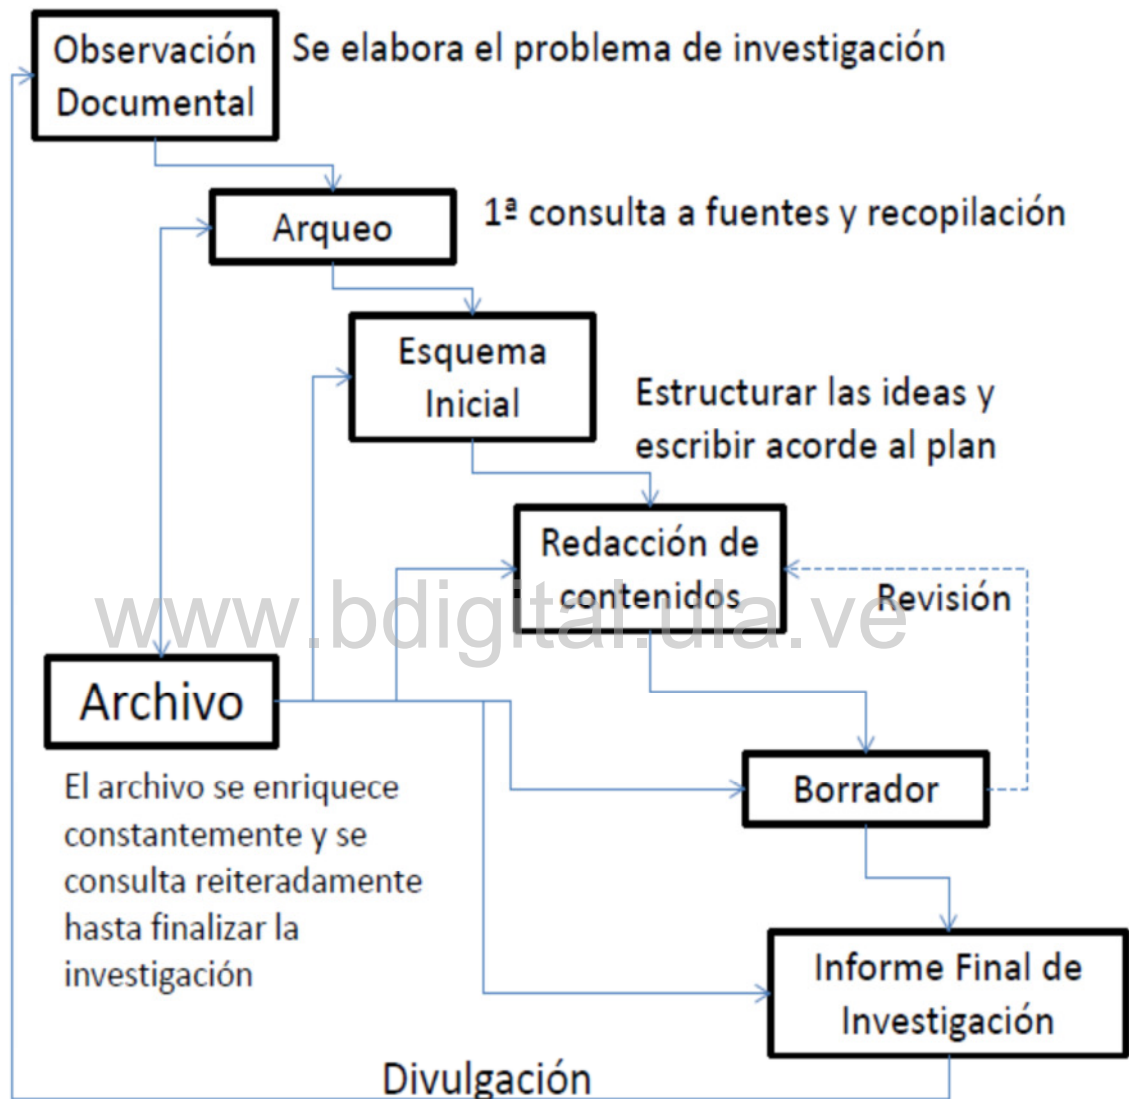 Observación
Documental
Se elabora el problema de investigación
Arqueo
1ª consulta a fuentes y recopilación
Esquema
Inicial
Estructurar las ideas y
escribir acorde al plan
Redacción de
contenidos
Revisión
www.bdigital.ula.ve
Archivo
El archivo se enriquece
constantemente y se
consulta reiteradamente
hasta finalizar la
investigación
Borrador
Informe Final de
Investigación
Divulgación